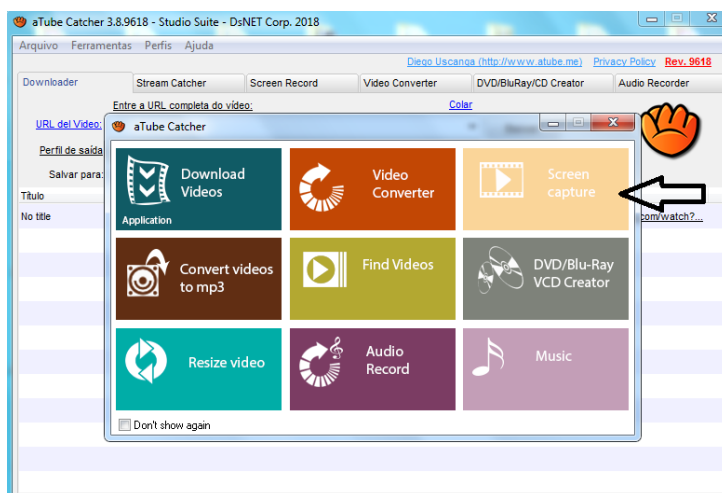 aTube Catcher 3.8.9618 - Studio Suite - DsNET Corp. 2018
Arquivo Ferramentas Perfis Ajuda
Diego Uscanga (http://www.atube.me) Privacy Policy Rev. 9618
Downloader Stream Catcher Screen Record Video Converter DVD/BluRay/CD Creator Audio Recorder
Entre a URL completa do vídeo: Colar
URL del Video:
Perfil de saída
Salvar para:
Título
No title
com/watch?...
aTube Catcher
Download
Videos
Application
Video
Converter
Screen
capture
Convert videos
to mp3
Find Videos
DVD/Blu-Ray
VCD Creator
Resize video
Audio
Record
Music
Don't show again